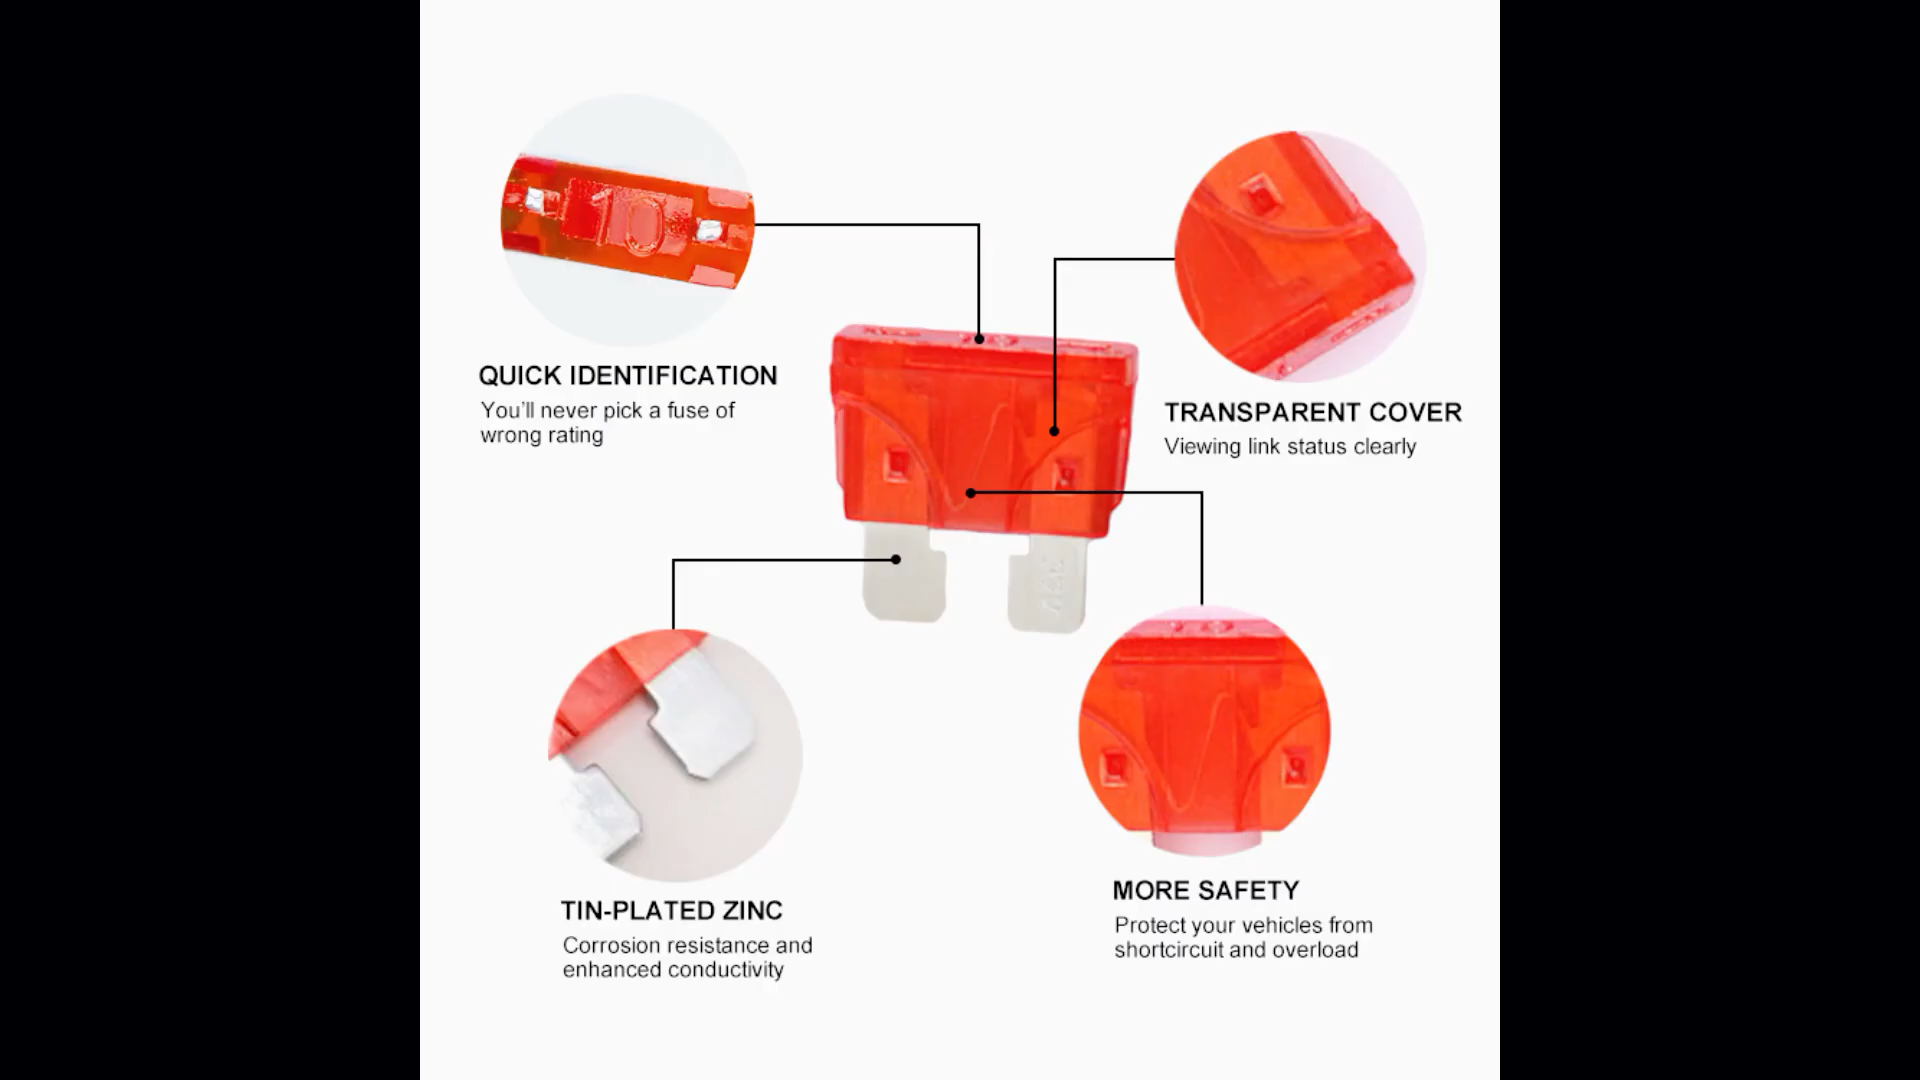 10
QUICK IDENTIFICATION
You'll never pick a fuse of
wrong rating
TRANSPARENT COVER
Viewing link status clearly
TIN-PLATED ZINC
Corrosion resistance and
enhanced conductivity
MORE SAFETY
Protect your vehicles from
shortcircuit and overload